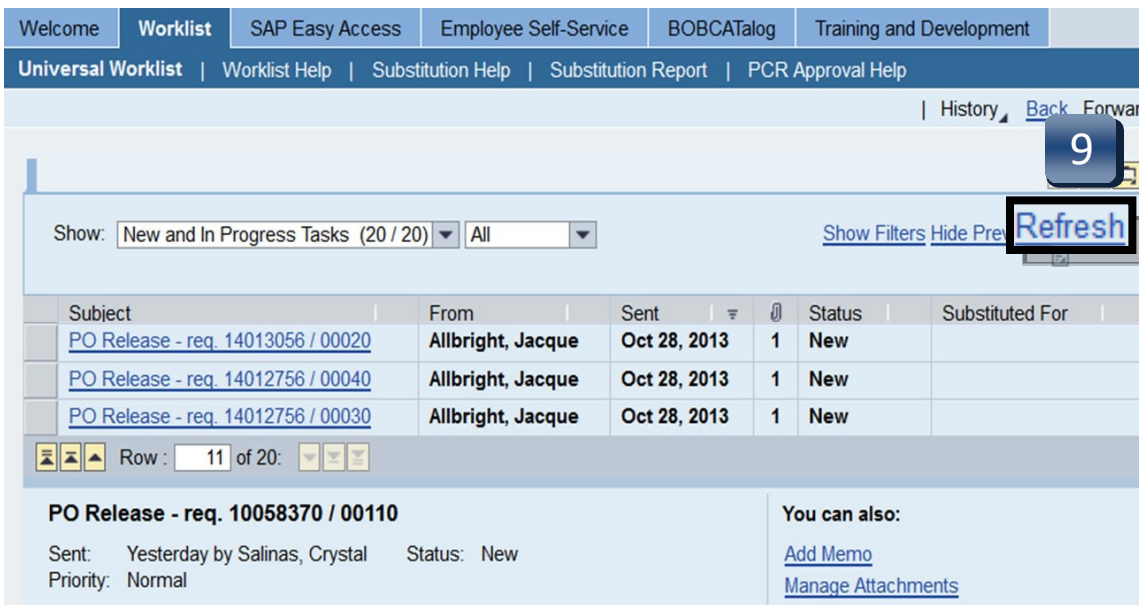 Welcome Worklist SAP Easy Access Employee Self-Service BOBCATalog Training and Development
Universal Worklist | Worklist Help | Substitution Help | Substitution Report | PCR Approval Help
| History Back Forwar
9
Show: New and In Progress Tasks (20 / 20) All Show Filters Hide Prev Refresh
Subject From Sent Status Substituted For
PO Release - req. 14013056 / 00020 Allbright, Jacque Oct 28, 2013 1 New
PO Release - req. 14012756 / 00040 Allbright, Jacque Oct 28, 2013 1 New
PO Release - req. 14012756 / 00030 Allbright, Jacque Oct 28, 2013 1 New
Row : 11 of 20:
PO Release - req. 10058370 / 00110 You can also:
Sent: Yesterday by Salinas, Crystal Status: New Add Memo
Priority: Normal Manage Attachments